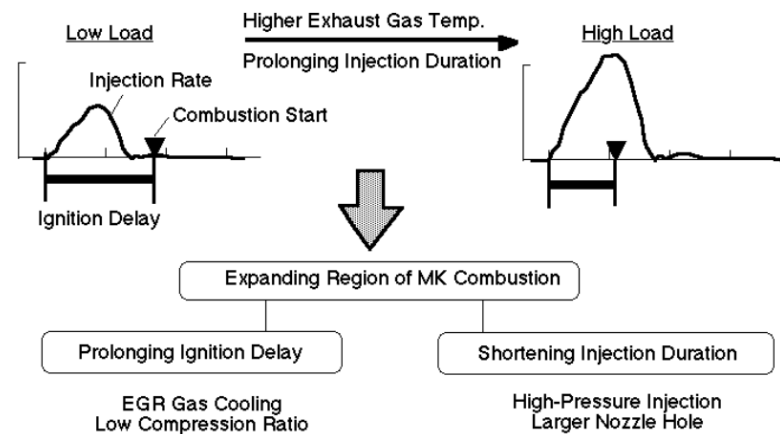 Low Load
Higher Exhaust Gas Temp.
Prolonging Injection Duration
High Load
Injection Rate
Combustion Start
Ignition Delay
Expanding Region of MK Combustion
Prolonging Ignition Delay
Shortening Injection Duration
EGR Gas Cooling
Low Compression Ratio
High-Pressure Injection
Larger Nozzle Hole